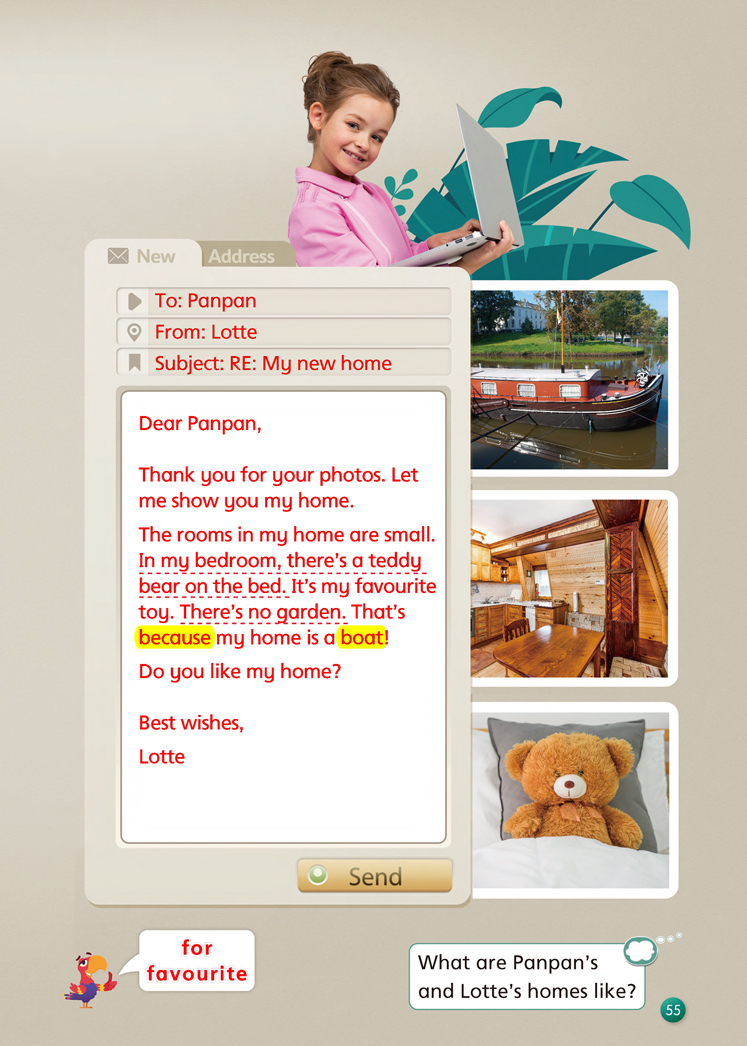 New
Address
To: Panpan
From: Lotte
Subject: RE: My new home
Dear Panpan,
Thank you for your photos. Let
me show you my home.
The rooms in my home are small.
In my bedroom, there's a teddy
bear on the bed. It's my favourite
toy. There's no garden. That's
because my home is a boat!
Do you like my home?
Best wishes,
Lotte
Send
for
favourite
What are Panpan's
and Lotte's homes like?
55